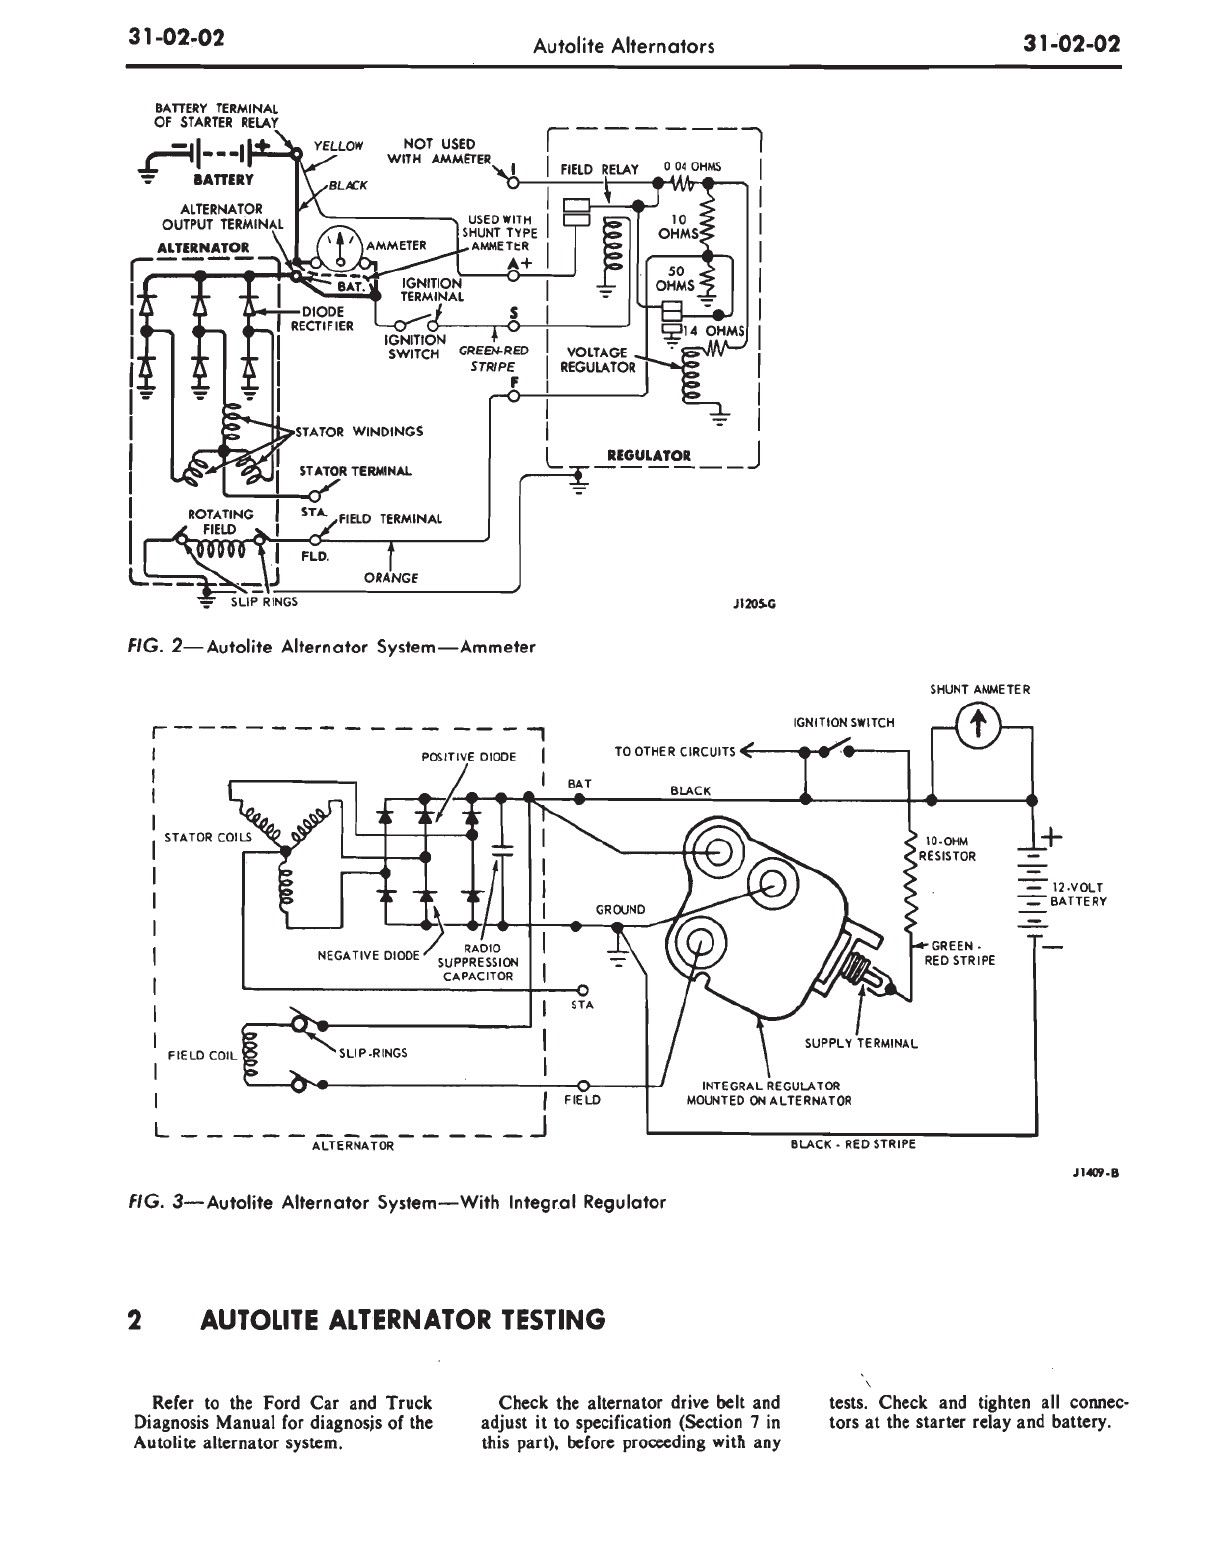 31-02-02
Autolite Alternators
31-02-02
BATTERY TERMINAL
OF STARTER RELAY
YELLOW
NOT USED
WITH AMMETER
I
FIELD RELAY
0 04 OHMS
BATTERY
BLACK
ALTERNATOR
OUTPUT TERMINAL
USED WITH
SHUNT TYPE
AMMETER
10
OHMS
ALTERNATOR
AMMETER
A+
BAT.
IGNITION
TERMINAL
50
OHMS
DIODE
RECTIFIER
S
14 OHMS
IGNITION
SWITCH
GREEN-RED
STRIPE
VOLTAGE
REGULATOR
F
STATOR WINDINGS
REGULATOR
STATOR TERMINAL
ROTATING
FIELD
STA.
FIELD TERMINAL
FLD.
ORANGE
SLIP RINGS
J1205-G
FIG. 2—Autolite Alternator System—Ammeter
SHUNT AMMETER
IGNITION SWITCH
TO OTHER CIRCUITS
POSITIVE DIODE
BAT
BLACK
STATOR COILS
10-OHM
RESISTOR
+
12-VOLT
BATTERY
GROUND
NEGATIVE DIODE
RADIO
SUPPRESSION
CAPACITOR
GREEN -
RED STRIPE
—
STA
SUPPLY TERMINAL
FIELD COIL
SLIP-RINGS
INTEGRAL REGULATOR
MOUNTED ON ALTERNATOR
FIELD
ALTERNATOR
BLACK - RED STRIPE
J1409-B
FIG. 3—Autolite Alternator System—With Integral Regulator
2 AUTOLITE ALTERNATOR TESTING
Refer to the Ford Car and Truck
Diagnosis Manual for diagnosis of the
Autolite alternator system.
Check the alternator drive belt and
adjust it to specification (Section 7 in
this part), before proceeding with any
tests. Check and tighten all connec-
tors at the starter relay and battery.